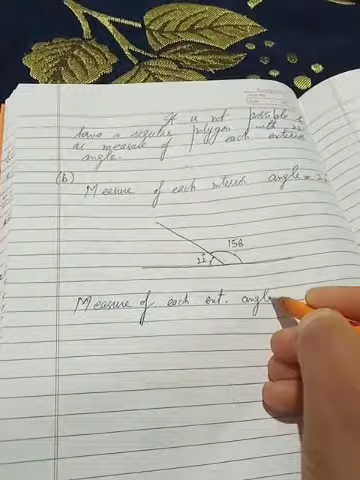 It is not possible
have a regular polygon with 22
as measure of each exterior
angle.
(b)
Measure of each interior angle = 2
158
22°
Measure of each ext. angle